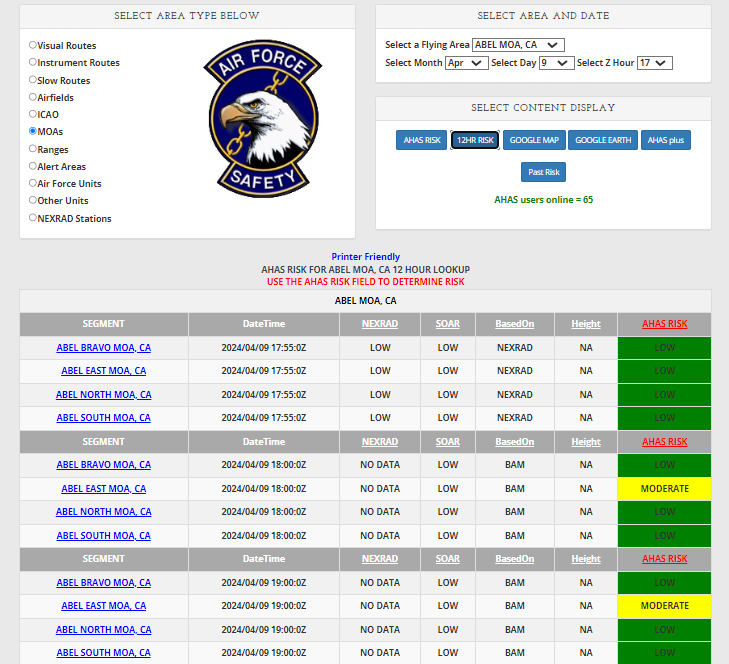 SELECT AREA TYPE BELOW
Visual Routes
Instrument Routes
Slow Routes
Airfields
ICAO
MOAs
Ranges
Alert Areas
Air Force Units
Other Units
NEXRAD Stations
AIR FORCE
SAFETY
SELECT AREA AND DATE
Select a Flying Area ABEL MOA, CA
Select Month Apr Select Day 9 Select Z Hour 17
SELECT CONTENT DISPLAY
AHAS RISK 12HR RISK GOOGLE MAP GOOGLE EARTH AHAS plus
Past Risk
AHAS users online = 65
Printer Friendly
AHAS RISK FOR ABEL MOA, CA 12 HOUR LOOKUP
USE THE AHAS RISK FIELD TO DETERMINE RISK
ABEL MOA, CA
SEGMENT DateTime NEXRAD SOAR BasedOn Height AHAS RISK
ABEL BRAVO MOA, CA 2024/04/09 17:55:0Z LOW LOW NEXRAD NA LOW
ABEL EAST MOA, CA 2024/04/09 17:55:0Z LOW LOW NEXRAD NA LOW
ABEL NORTH MOA, CA 2024/04/09 17:55:0Z LOW LOW NEXRAD NA LOW
ABEL SOUTH MOA, CA 2024/04/09 17:55:0Z LOW LOW NEXRAD NA LOW
SEGMENT DateTime NEXRAD SOAR BasedOn Height AHAS RISK
ABEL BRAVO MOA, CA 2024/04/09 18:00:0Z NO DATA LOW BAM NA LOW
ABEL EAST MOA, CA 2024/04/09 18:00:0Z NO DATA LOW BAM NA MODERATE
ABEL NORTH MOA, CA 2024/04/09 18:00:0Z NO DATA LOW BAM NA LOW
ABEL SOUTH MOA, CA 2024/04/09 18:00:0Z NO DATA LOW BAM NA LOW
SEGMENT DateTime NEXRAD SOAR BasedOn Height AHAS RISK
ABEL BRAVO MOA, CA 2024/04/09 19:00:0Z NO DATA LOW BAM NA LOW
ABEL EAST MOA, CA 2024/04/09 19:00:0Z NO DATA LOW BAM NA MODERATE
ABEL NORTH MOA, CA 2024/04/09 19:00:0Z NO DATA LOW BAM NA LOW
ABEL SOUTH MOA, CA 2024/04/09 19:00:0Z NO DATA LOW BAM NA LOW